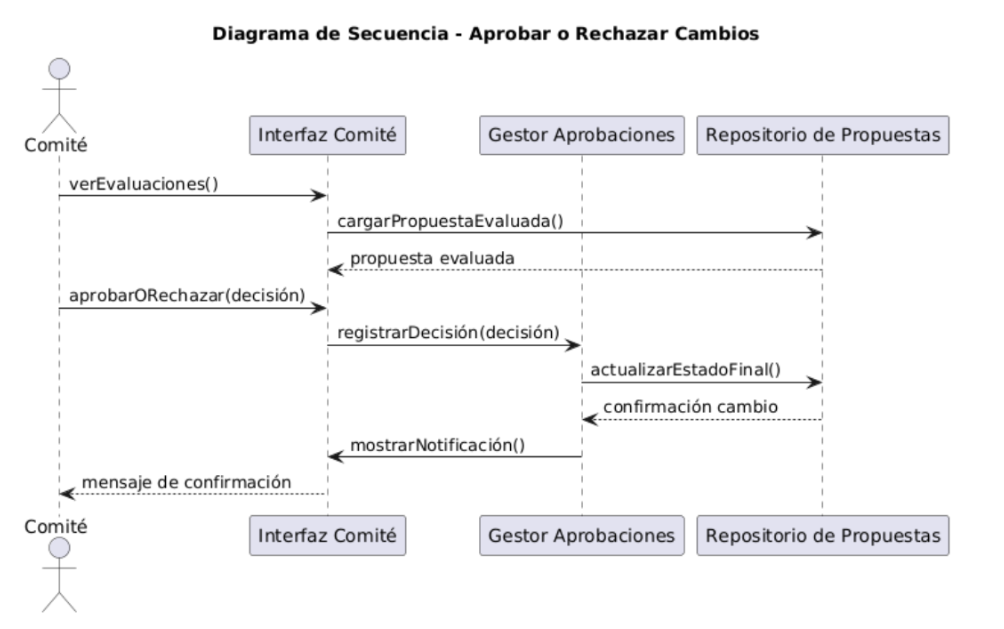 Diagrama de Secuencia - Aprobar o Rechazar Cambios
Comité
Interfaz Comité
Gestor Aprobaciones
Repositorio de Propuestas
verEvaluaciones()
cargarPropuestaEvaluada()
propuesta evaluada
aprobarORechazar(decisión)
registrarDecisión(decisión)
actualizarEstadoFinal()
confirmación cambio
mostrarNotificación()
mensaje de confirmación
Comité
Interfaz Comité
Gestor Aprobaciones
Repositorio de Propuestas